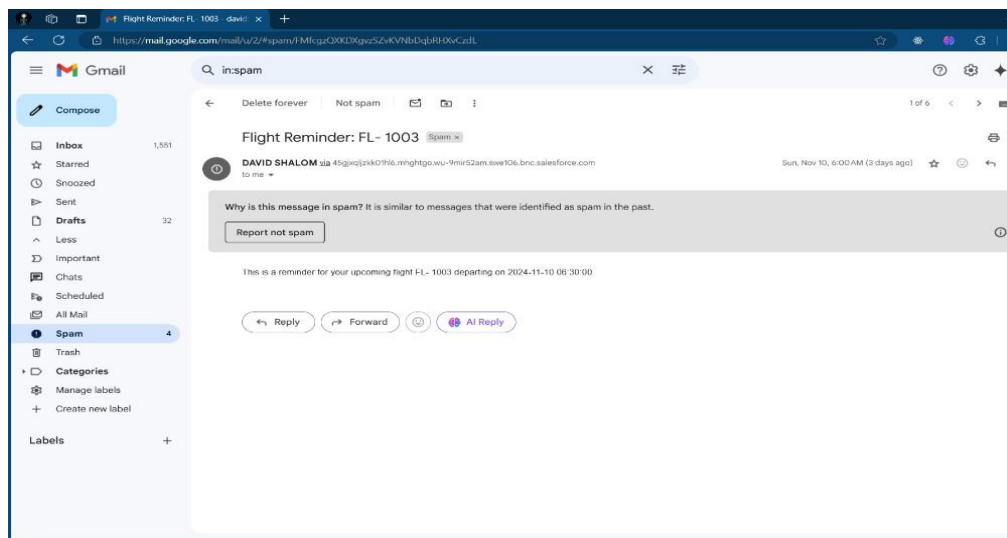 Flight Reminder: FL- 1003 - david
https://mail.google.com/mail/u/2/#spam/
Gmail
in:spam
Compose
Delete forever Not spam
1 of 6
Inbox 1,551
Starred
Snoozed
Sent
Drafts 32
Less
Important
Chats
Scheduled
All Mail
Spam 4
Trash
Categories
Manage labels
Create new label
Labels
Flight Reminder: FL- 1003 Spam ×
DAVID SHALOM via
Sun, Nov 10, 6:00 AM (3 days ago)
to me
Why is this message in spam? It is similar to messages that were identified as spam in the past.
Report not spam
This is a reminder for your upcoming flight FL- 1003 departing on 2024-11-10 06:30:00
Reply Forward AI Reply